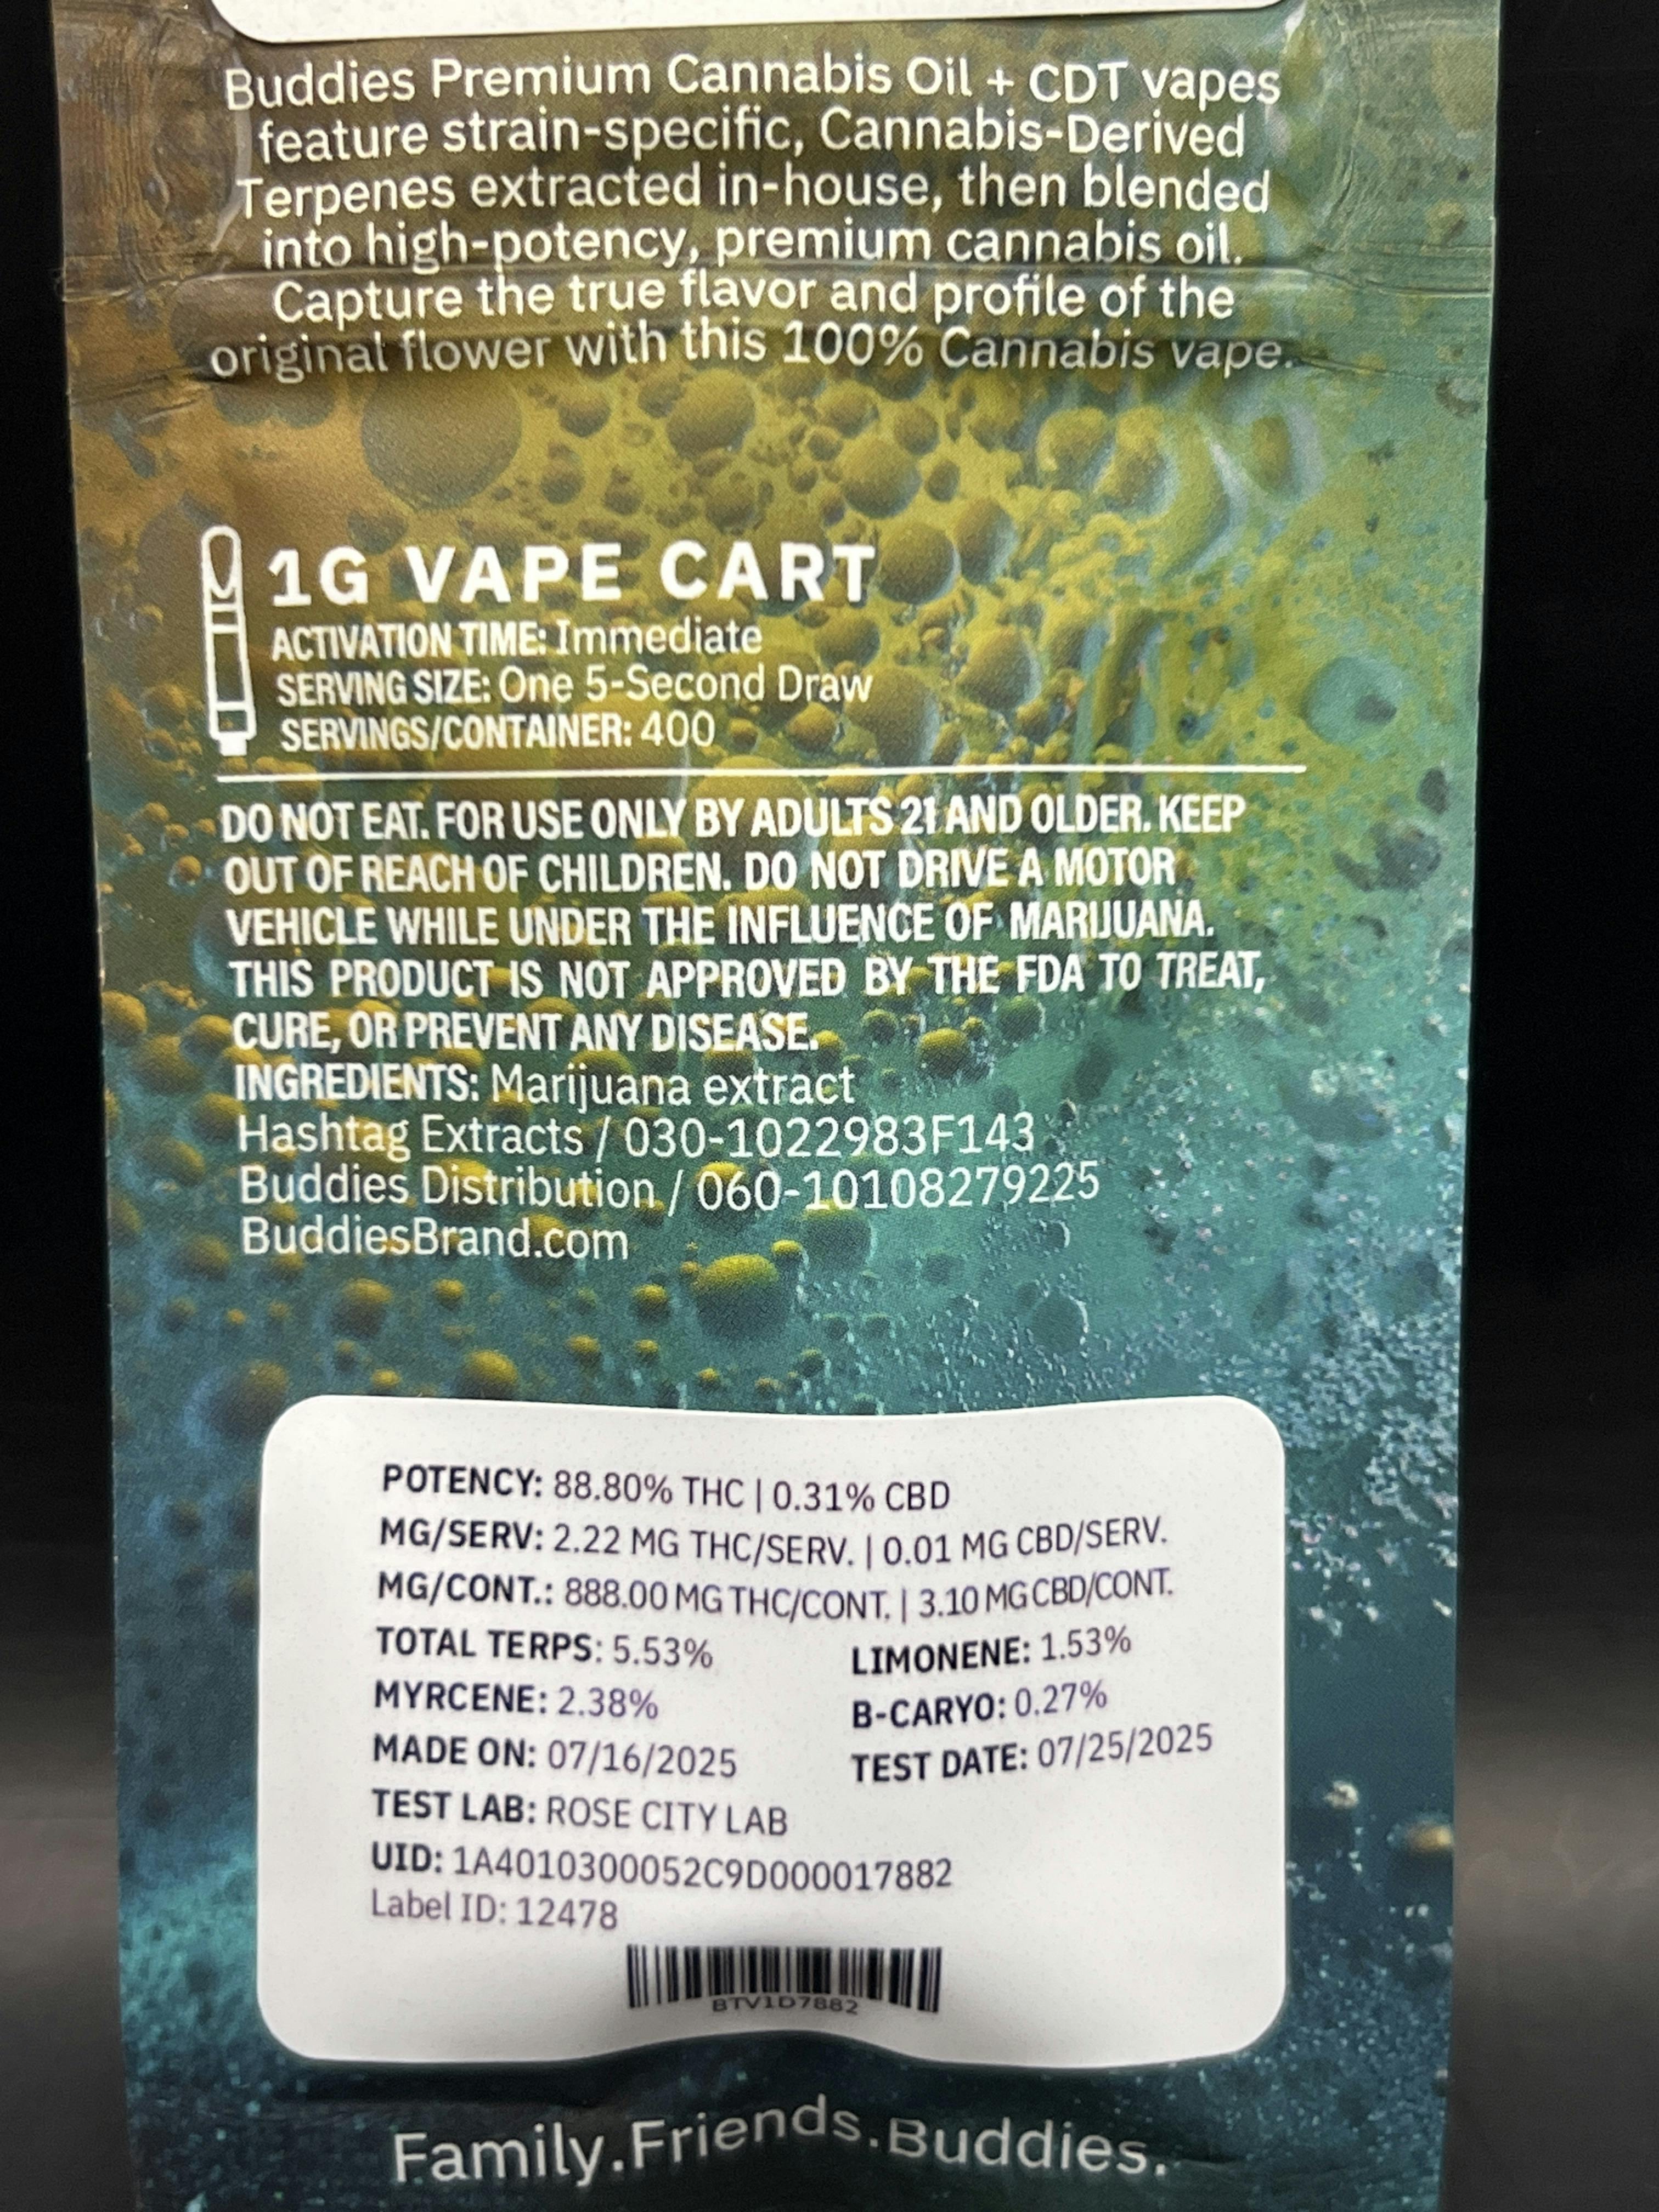 Buddies Premium Cannabis Oil + CDT vapes
feature strain-specific, Cannabis-Derived
Terpenes extracted in-house, then blended
into high-potency, premium cannabis oil.
Capture the true flavor and profile of the
original flower with this 100% Cannabis vape.
1G VAPE CART
ACTIVATION TIME: Immediate
SERVING SIZE: One 5-Second Draw
SERVINGS/CONTAINER: 400
DO NOT EAT. FOR USE ONLY BY ADULTS 21 AND OLDER. KEEP
OUT OF REACH OF CHILDREN. DO NOT DRIVE A MOTOR
VEHICLE WHILE UNDER THE INFLUENCE OF MARIJUANA.
THIS PRODUCT IS NOT APPROVED BY THE FDA TO TREAT,
CURE, OR PREVENT ANY DISEASE.
INGREDIENTS: Marijuana extract
Hashtag Extracts / 030-1022983F143
Buddies Distribution / 060-10108279225
BuddiesBrand.com
POTENCY: 88.80% THC | 0.31% CBD
MG/SERV: 2.22 MG THC/SERV. | 0.01 MG CBD/SERV.
MG/CONT.: 888.00 MG THC/CONT. | 3.10 MG CBD/CONT.
TOTAL TERPS: 5.53% LIMONENE: 1.53%
MYRCENE: 2.38% B-CARYO: 0.27%
MADE ON: 07/16/2025 TEST DATE: 07/25/2025
TEST LAB: ROSE CITY LAB
UID: 1A4010300052C9D000017882
Label ID: 12478
BTV1D7882
Family.Friends.Buddies.